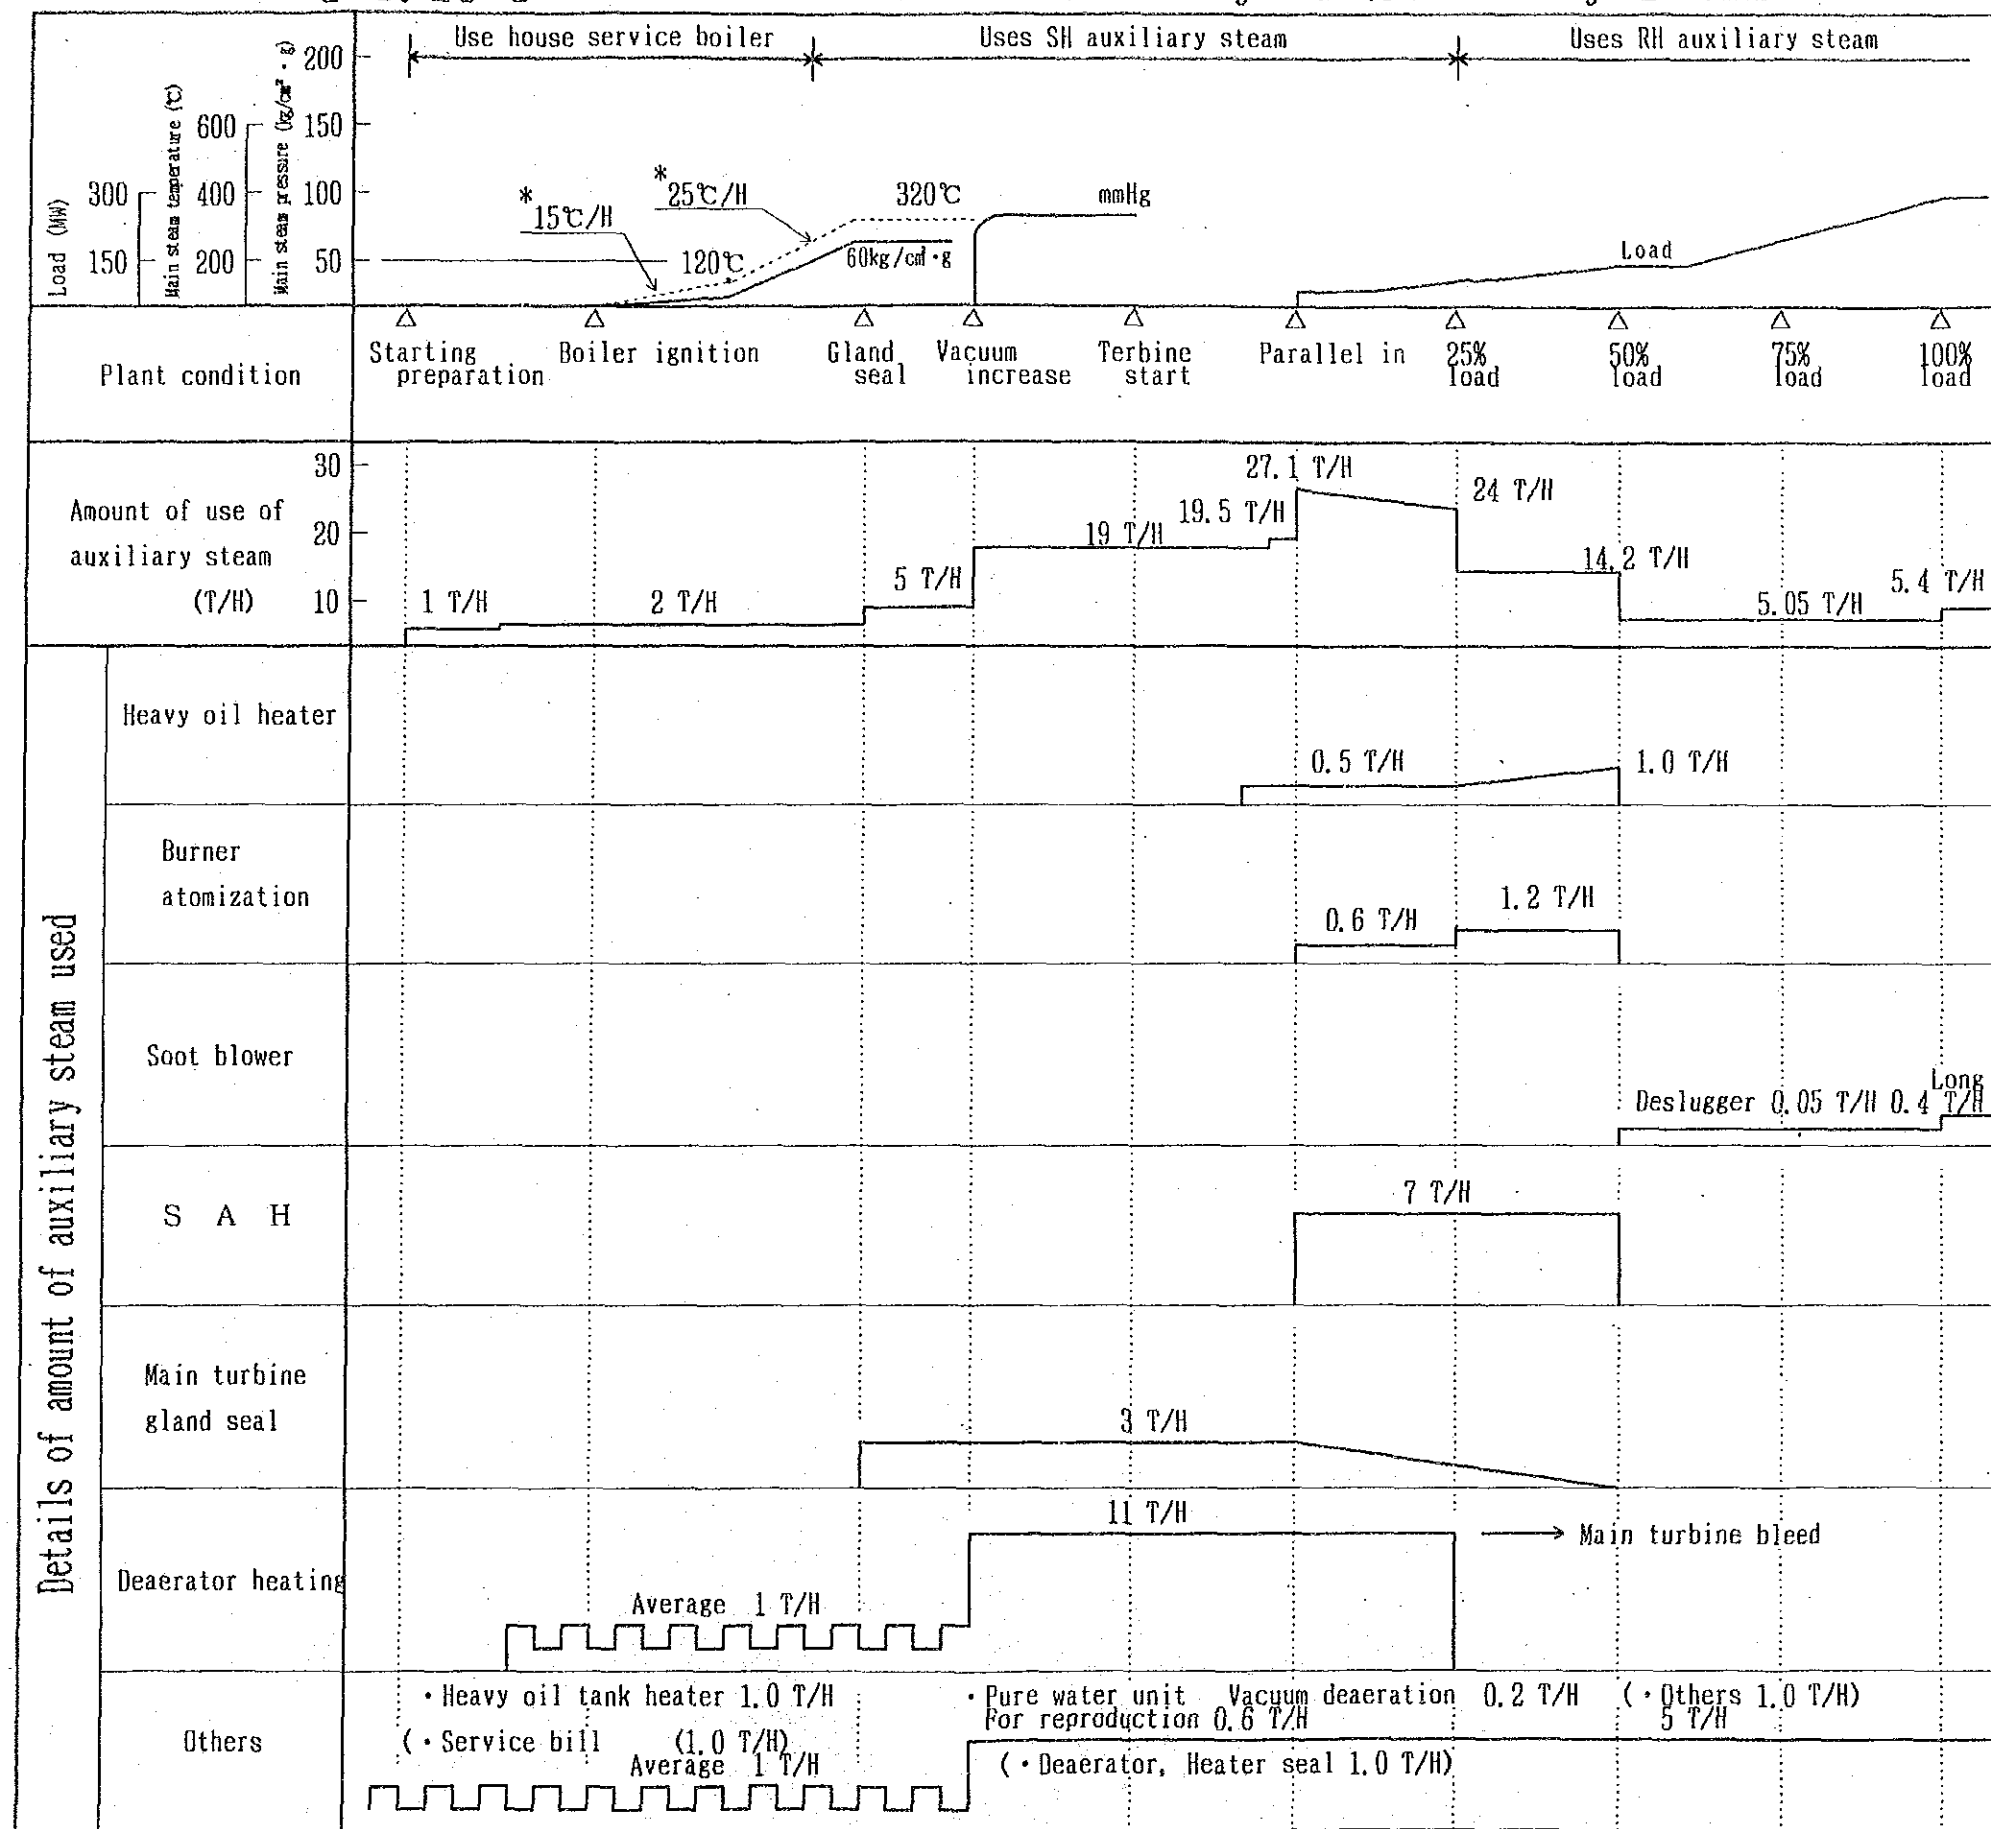 Use house service boiler
Uses SH auxiliary steam
Uses RH auxiliary steam
Load (MW)
300
150
Main steam temperature (℃)
600
400
200
Main steam pressure (kg/cm²・g)
200
150
100
50
* 15℃/H
* 25℃/H
120℃
320℃
60kg/cm²・g
mmHg
Load
Plant condition
Starting
preparation
Boiler ignition
Gland
seal
Vacuum
increase
Terbine
start
Parallel in
25%
load
50%
load
75%
load
100%
load
Amount of use of
auxiliary steam
(T/H)
30
20
10
1 T/H
2 T/H
5 T/H
19 T/H
19.5 T/H
27.1 T/H
24 T/H
14.2 T/H
5.05 T/H
5.4 T/H
Details of amount of auxiliary steam used
Heavy oil heater
0.5 T/H
1.0 T/H
Burner
atomization
0.6 T/H
1.2 T/H
Soot blower
Long
Deslugger 0.05 T/H 0.4 T/H
S A H
7 T/H
Main turbine
gland seal
3 T/H
Deaerator heating
Average 1 T/H
11 T/H
Main turbine bleed
Others
・Heavy oil tank heater 1.0 T/H
(・Service bill (1.0 T/H)
Average 1 T/H
・Pure water unit Vacuum deaeration 0.2 T/H (・Others 1.0 T/H)
For reproduction 0.6 T/H
5 T/H
(・Deaerator, Heater seal 1.0 T/H)